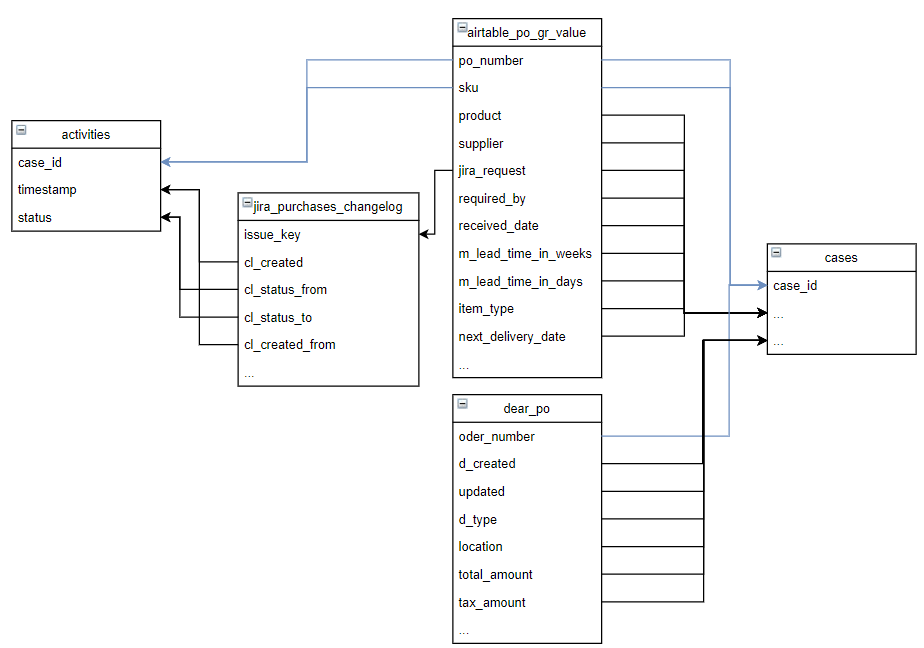 airtable_po_gr_value
po_number
sku
product
supplier
jira_request
required_by
received_date
m_lead_time_in_weeks
m_lead_time_in_days
item_type
next_delivery_date
...
activities
case_id
timestamp
status
jira_purchases_changelog
issue_key
cl_created
cl_status_from
cl_status_to
cl_created_from
...
cases
case_id
...
...
dear_po
oder_number
d_created
updated
d_type
location
total_amount
tax_amount
...